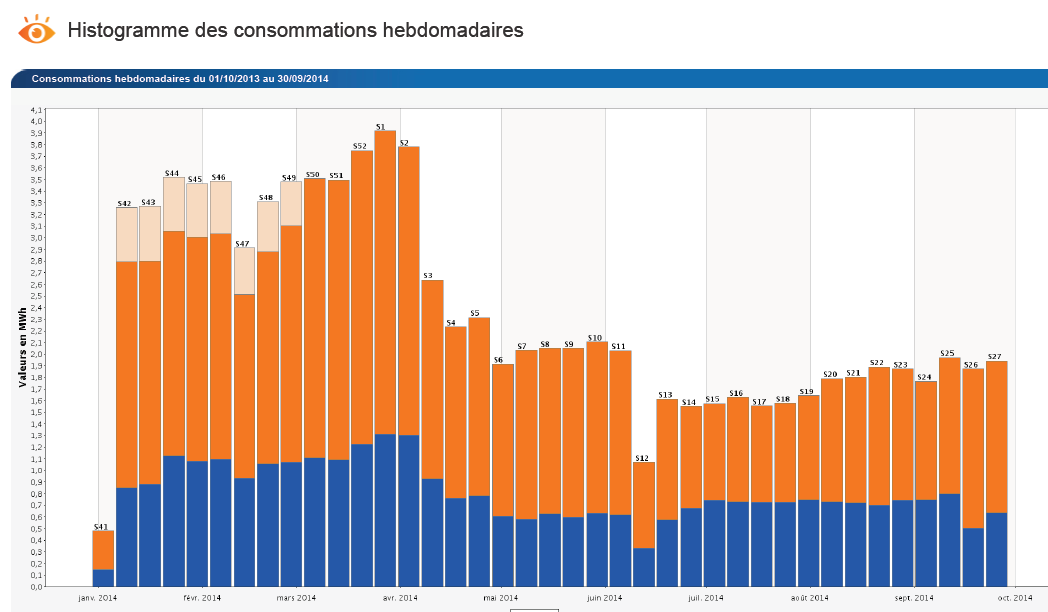 Histogramme des consommations hebdomadaires
Consommations hebdomadaires du 01/10/2013 au 30/09/2014
Valeurs en MWh
4,1
4,0
3,9
3,8
3,7
3,6
3,5
3,4
3,3
3,2
3,1
3,0
2,9
2,8
2,7
2,6
2,5
2,4
2,3
2,2
2,1
2,0
1,9
1,8
1,7
1,6
1,5
1,4
1,3
1,2
1,1
1,0
0,9
0,8
0,7
0,6
0,5
0,4
0,3
0,2
0,1
0,0
S41
S42
S43
S44
S45
S46
S47
S48
S49
S50
S51
S52
S1
S2
S3
S4
S5
S6
S7
S8
S9
S10
S11
S12
S13
S14
S15
S16
S17
S18
S19
S20
S21
S22
S23
S24
S25
S26
S27
janv. 2014
févr. 2014
mars 2014
avr. 2014
mai 2014
juin 2014
juil. 2014
août 2014
sept. 2014
oct. 2014